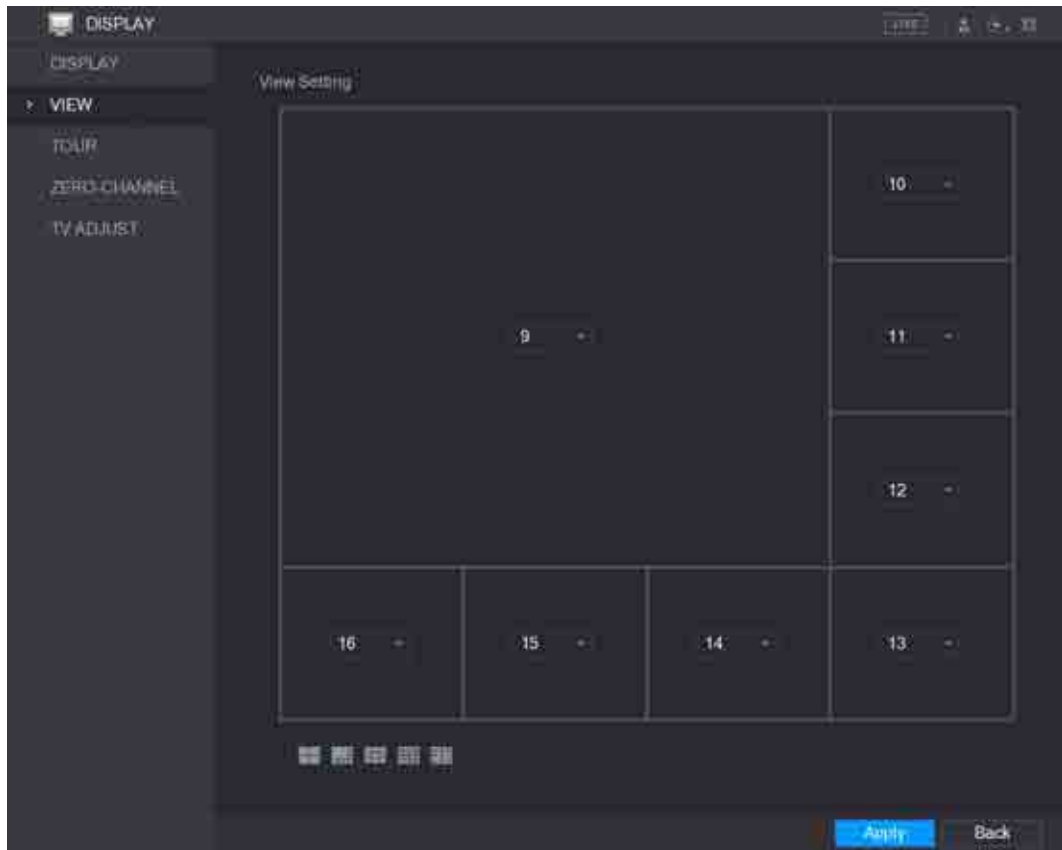 DISPLAY
LIVE
DISPLAY
View Setting
VIEW
TOUR
10
ZERO-CHANNEL
TV ADJUST
9
11
12
16 15 14 13
Apply Back